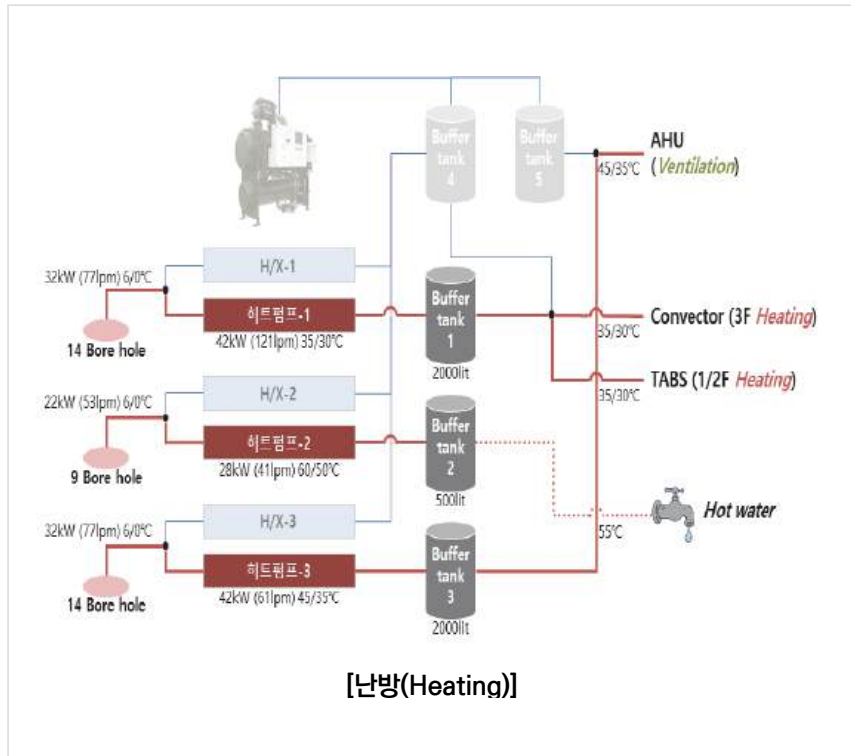 Buffer
tank
4
Buffer
tank
5
AHU
(Ventilation)
45/35℃
32kW (77lpm) 6/0℃
H/X-1
히트펌프-1
42kW (121lpm) 35/30℃
14 Bore hole
Buffer
tank
1
2000lit
Convector (3F Heating)
35/30℃
TABS (1/2F Heating)
35/30℃
22kW (53lpm) 6/0℃
H/X-2
히트펌프-2
28kW (41lpm) 60/50℃
9 Bore hole
Buffer
tank
2
500lit
Hot water
55℃
32kW (77lpm) 6/0℃
H/X-3
히트펌프-3
42kW (61lpm) 45/35℃
14 Bore hole
Buffer
tank
3
2000lit
[난방(Heating)]